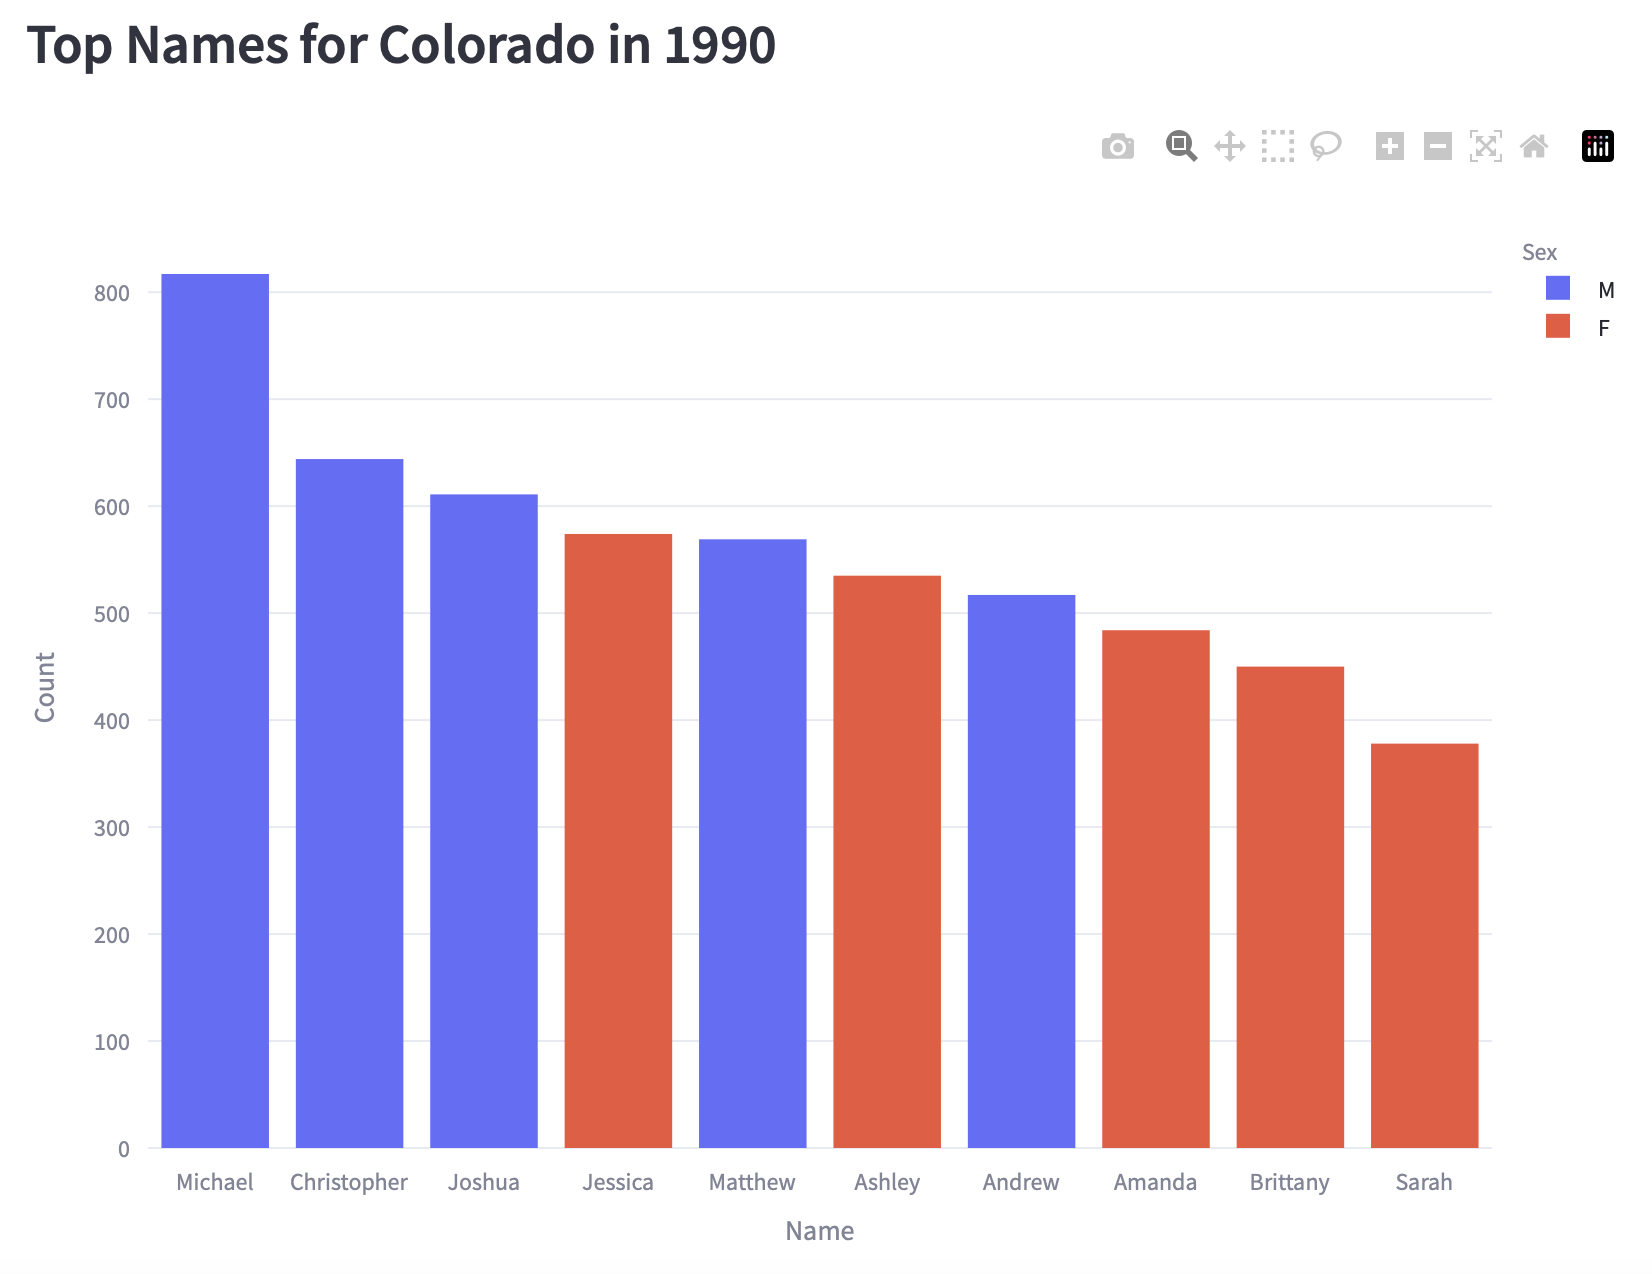 Top Names for Colorado in 1990
Sex
M
F
800
700
600
500
400
300
200
100
0
Count
Michael Christopher Joshua Jessica Matthew Ashley Andrew Amanda Brittany Sarah
Name